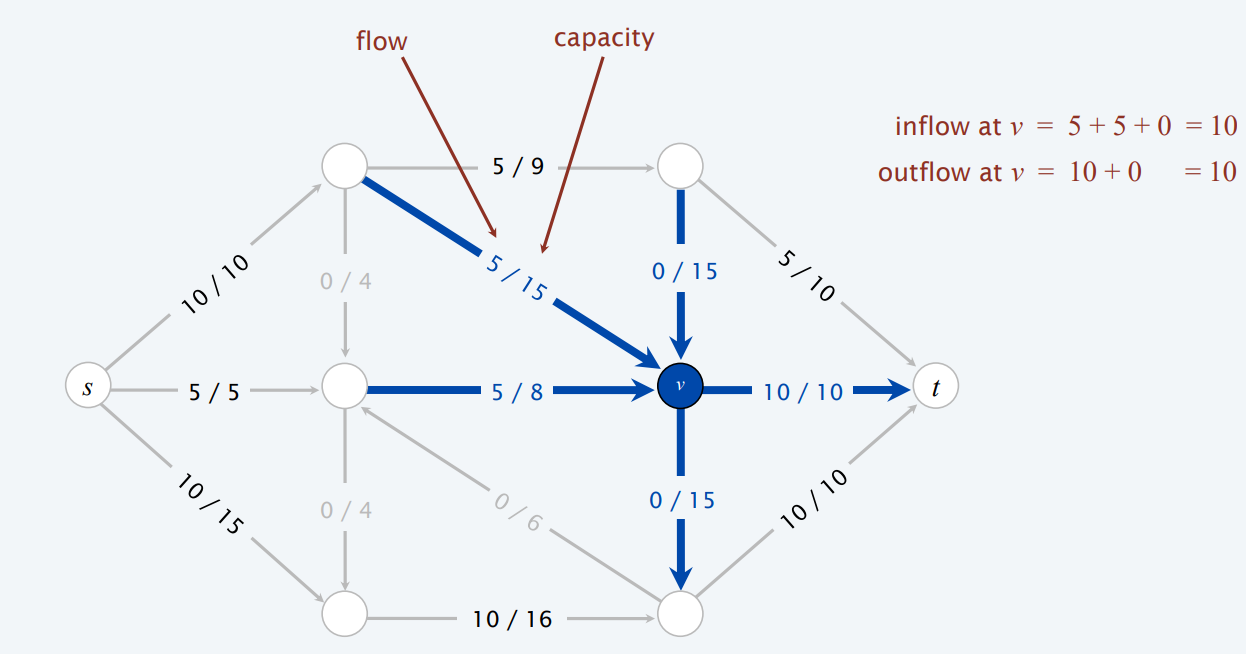 flow
capacity
inflow at v = 5 + 5 + 0 = 10
outflow at v = 10 + 0 = 10
5 / 9
10 / 10
0 / 4
5 / 15
0 / 15
5 / 10
s
5 / 5
5 / 8
v
10 / 10
t
10 / 15
0 / 4
0 / 6
0 / 15
10 / 10
10 / 16